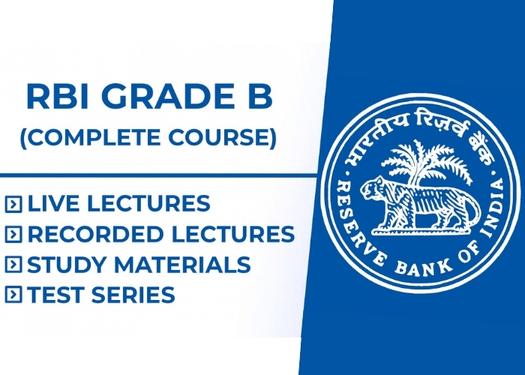 RBI GRADE B
(COMPLETE COURSE)
LIVE LECTURES
RECORDED LECTURES
STUDY MATERIALS
TEST SERIES
भारतीय रिज़र्व बैंक
RESERVE BANK OF INDIA